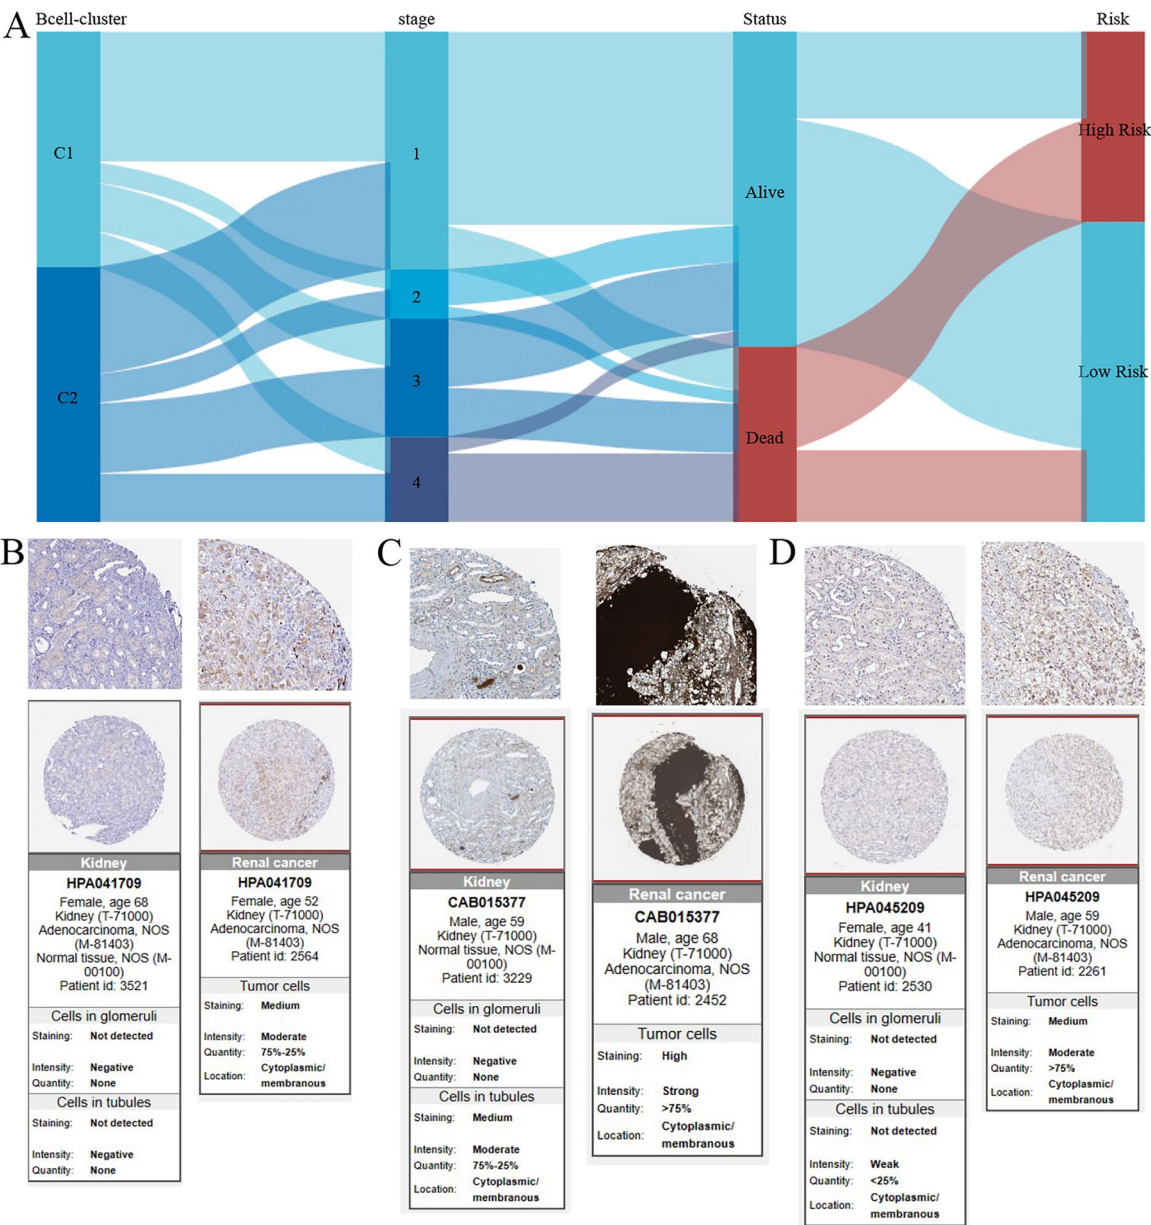 A
Bcell-cluster
stage
Status
Risk
C1
C2
1
2
3
4
Alive
Dead
High Risk
Low Risk
B
Kidney
HPA041709
Female, age 68
Kidney (T-71000)
Adenocarcinoma, NOS
(M-81403)
Normal tissue, NOS (M-
00100)
Patient id: 3521
Cells in glomeruli
Staining: Not detected
Intensity: Negative
Quantity: None
Cells in tubules
Staining: Not detected
Intensity: Negative
Quantity: None
Renal cancer
HPA041709
Female, age 52
Kidney (T-71000)
Adenocarcinoma, NOS
(M-81403)
Patient id: 2564
Tumor cells
Staining: Medium
Intensity: Moderate
Quantity: 75%-25%
Location: Cytoplasmic/
membranous
C
Kidney
CAB015377
Male, age 59
Kidney (T-71000)
Normal tissue, NOS (M-
00100)
Patient id: 3229
Cells in glomeruli
Staining: Not detected
Intensity: Negative
Quantity: None
Cells in tubules
Staining: Medium
Intensity: Moderate
Quantity: 75%-25%
Location: Cytoplasmic/
membranous
Renal cancer
CAB015377
Male, age 68
Kidney (T-71000)
Adenocarcinoma, NOS
(M-81403)
Patient id: 2452
Tumor cells
Staining: High
Intensity: Strong
Quantity: >75%
Location: Cytoplasmic/
membranous
D
Kidney
HPA045209
Female, age 41
Kidney (T-71000)
Normal tissue, NOS (M-
00100)
Patient id: 2530
Cells in glomeruli
Staining: Not detected
Intensity: Negative
Quantity: None
Cells in tubules
Staining: Not detected
Intensity: Weak
Quantity: <25%
Location: Cytoplasmic/
membranous
Renal cancer
HPA045209
Male, age 59
Kidney (T-71000)
Adenocarcinoma, NOS
(M-81403)
Patient id: 2261
Tumor cells
Staining: Medium
Intensity: Moderate
Quantity: >75%
Location: Cytoplasmic/
membranous